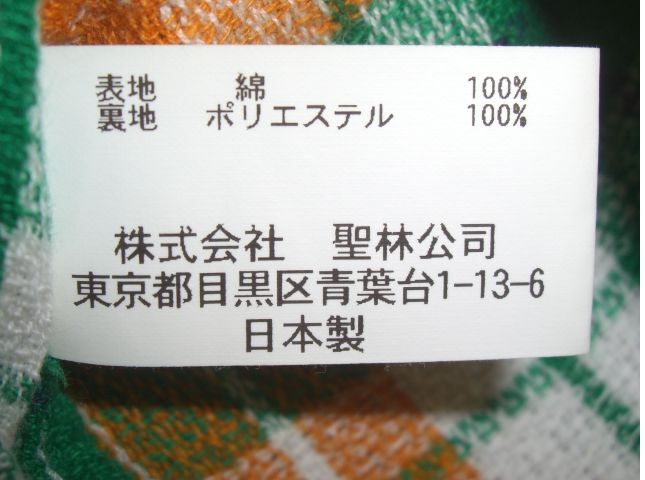 表地 綿 100%
裏地 ポリエステル 100%
株式会社 聖林公司
東京都目黒区青葉台1-13-6
日本製